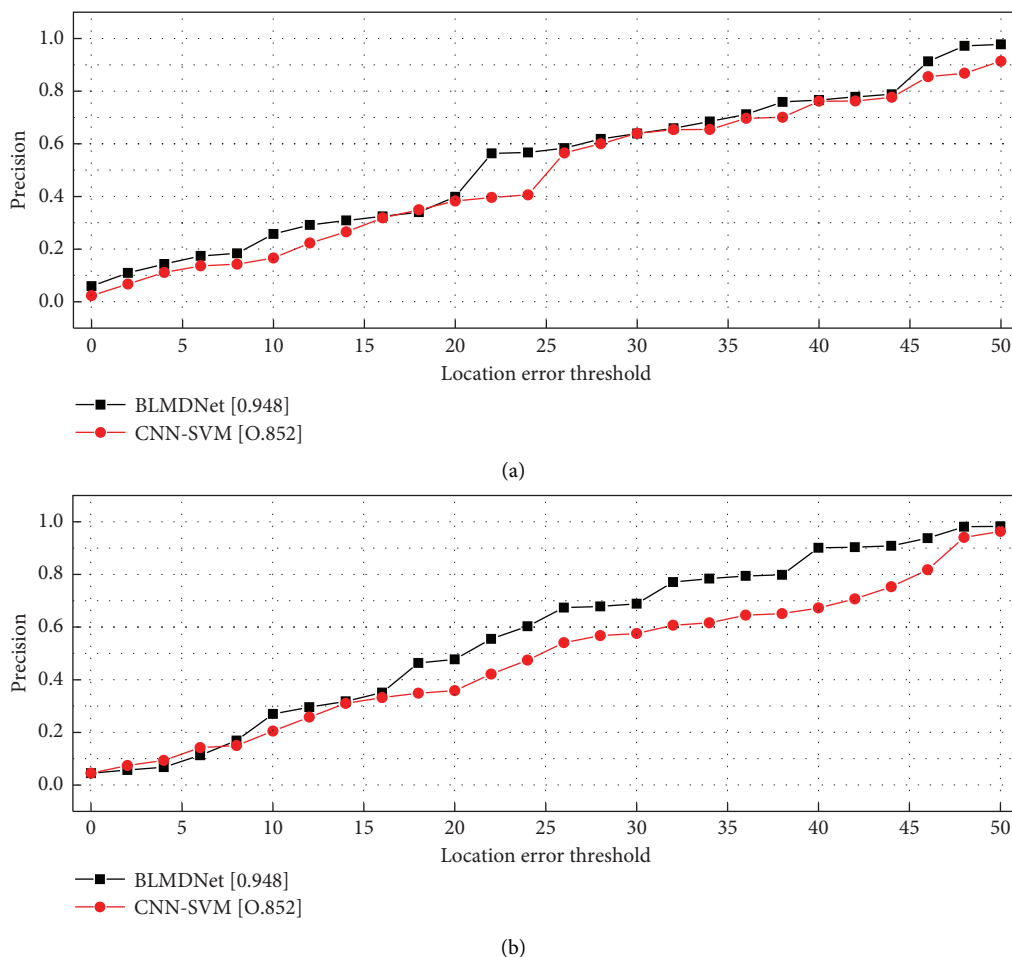 1.0
0.8
0.6
0.4
0.2
0.0
Precision
0 5 10 15 20 25 30 35 40 45 50
Location error threshold
BLMDNet [0.948]
CNN-SVM [O.852]
(a)
1.0
0.8
0.6
0.4
0.2
0.0
Precision
0 5 10 15 20 25 30 35 40 45 50
Location error threshold
BLMDNet [0.948]
CNN-SVM [O.852]
(b)